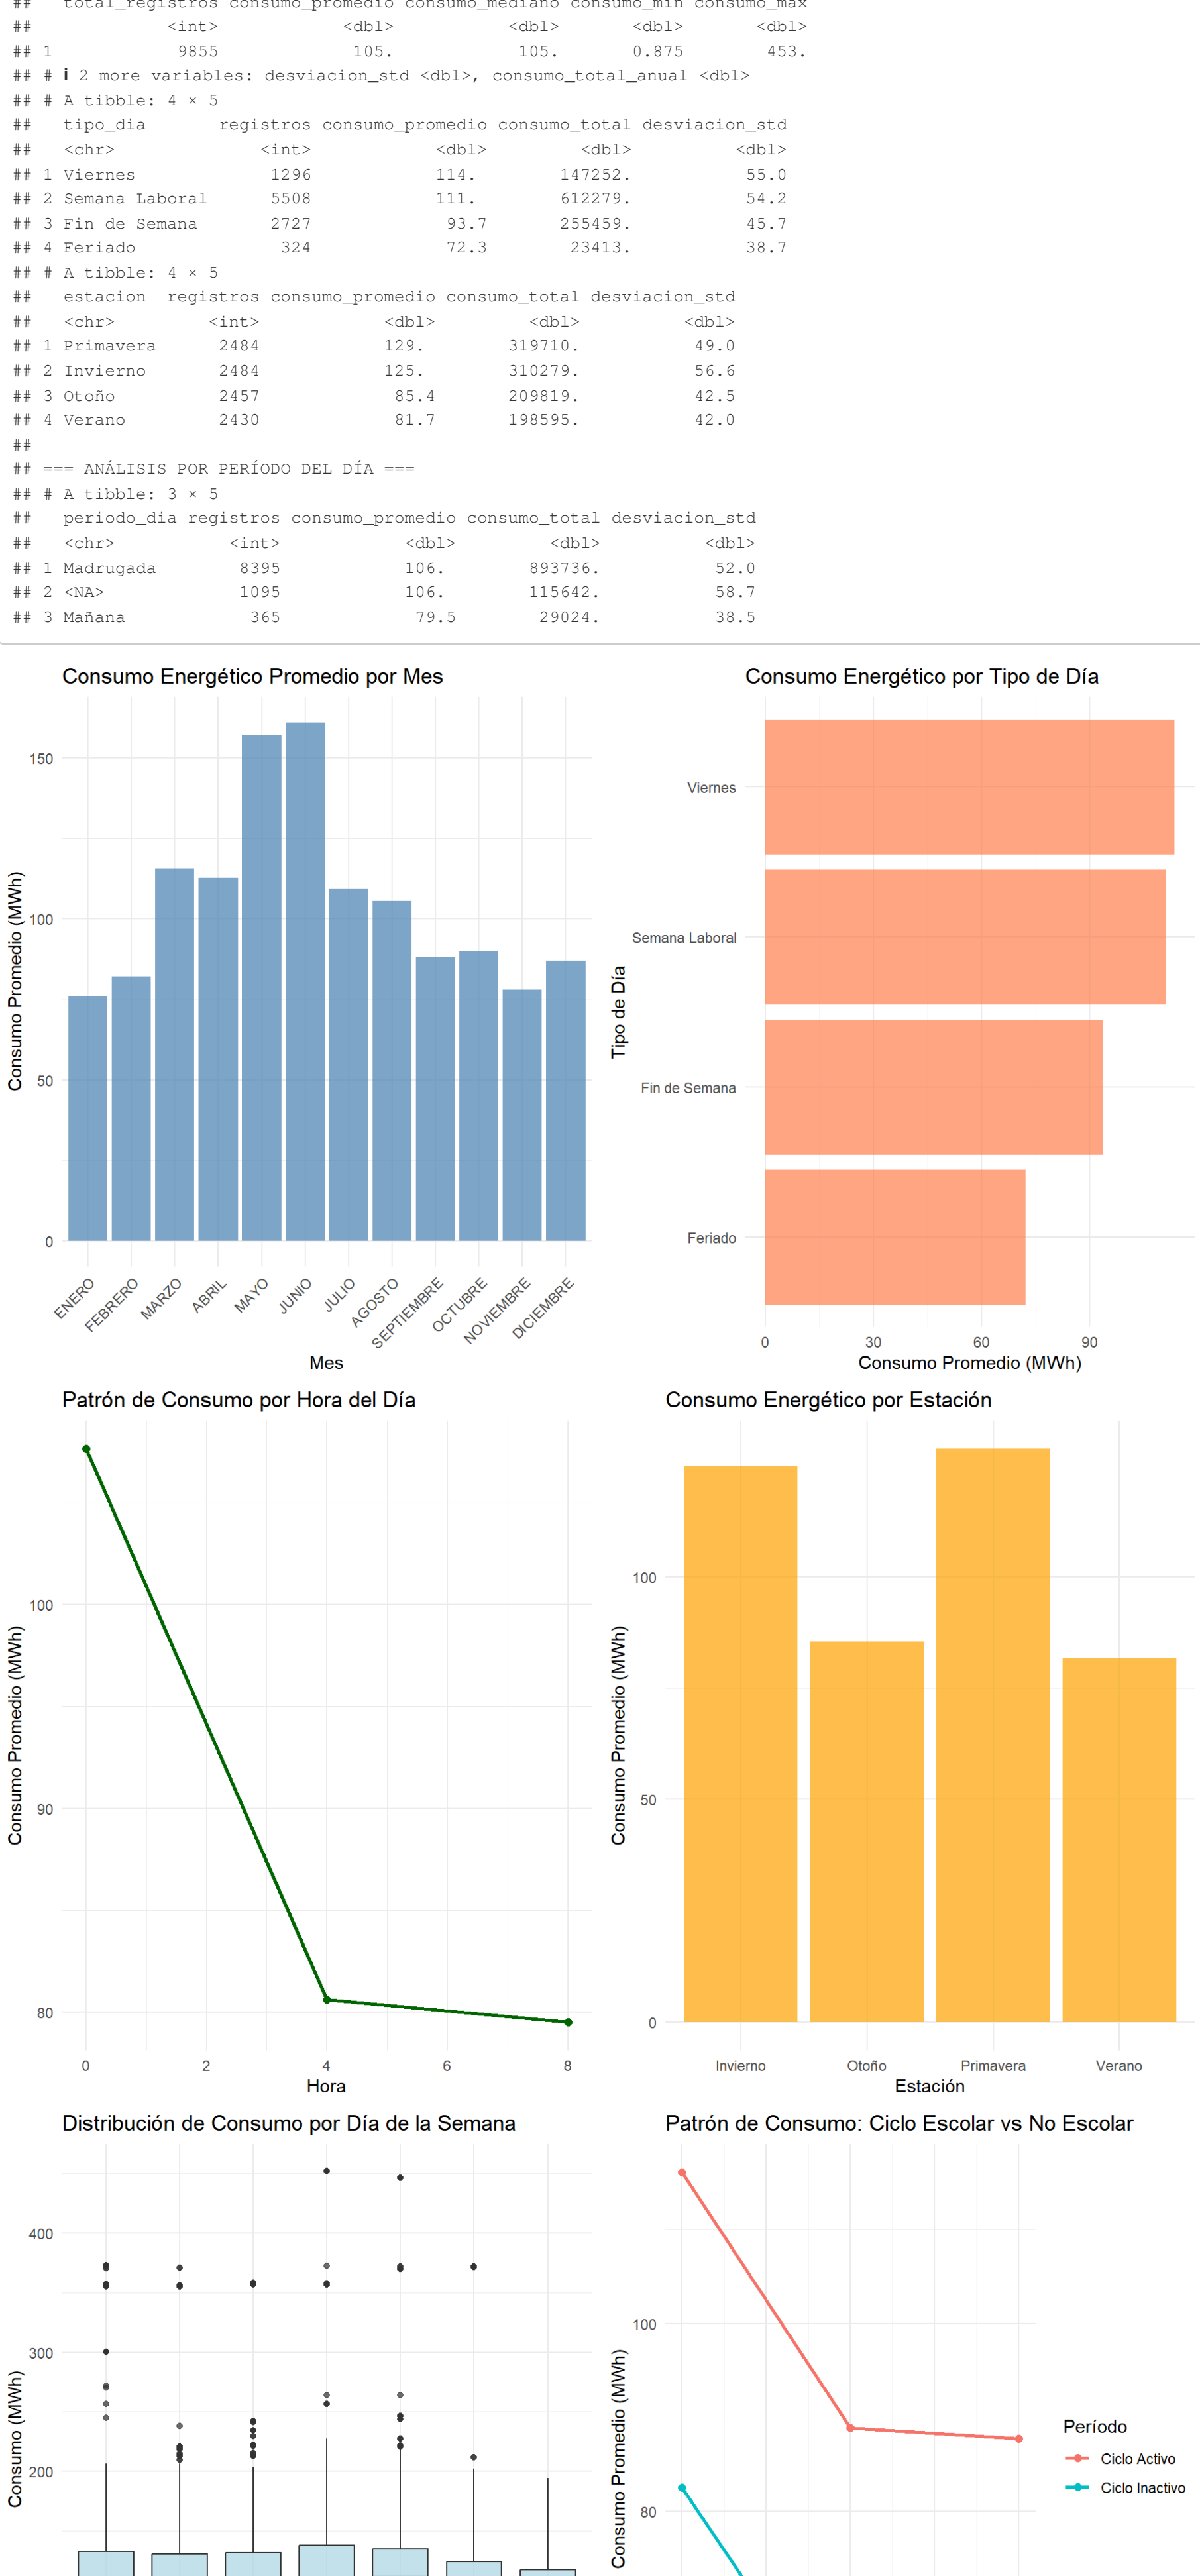 ##   total_registros consumo_promedio consumo_mediano consumo_min consumo_max
##             <int>            <dbl>           <dbl>       <dbl>       <dbl>
## 1            9855             105.            105.       0.875        453.
## # ℹ 2 more variables: desviacion_std <dbl>, consumo_total_anual <dbl>
## # A tibble: 4 × 5
##   tipo_dia       registros consumo_promedio consumo_total desviacion_std
##   <chr>              <int>            <dbl>         <dbl>          <dbl>
## 1 Viernes             1296            114.        147252.           55.0
## 2 Semana Laboral      5508            111.        612279.           54.2
## 3 Fin de Semana       2727             93.7       255459.           45.7
## 4 Feriado              324             72.3        23413.           38.7
## # A tibble: 4 × 5
##   estacion  registros consumo_promedio consumo_total desviacion_std
##   <chr>         <int>            <dbl>         <dbl>          <dbl>
## 1 Primavera      2484            129.        319710.           49.0
## 2 Invierno       2484            125.        310279.           56.6
## 3 Otoño          2457             85.4       209819.           42.5
## 4 Verano         2430             81.7       198595.           42.0
##
## === ANÁLISIS POR PERÍODO DEL DÍA ===
## # A tibble: 3 × 5
##   periodo_dia registros consumo_promedio consumo_total desviacion_std
##   <chr>           <int>            <dbl>         <dbl>          <dbl>
## 1 Madrugada        8395            106.        893736.           52.0
## 2 <NA>             1095            106.        115642.           58.7
## 3 Mañana            365             79.5        29024.           38.5
Consumo Energético Promedio por Mes
Consumo Promedio (MWh)
150
100
50
0
ENERO
FEBRERO
MARZO
ABRIL
MAYO
JUNIO
JULIO
AGOSTO
SEPTIEMBRE
OCTUBRE
NOVIEMBRE
DICIEMBRE
Mes
Consumo Energético por Tipo de Día
Tipo de Día
Viernes
Semana Laboral
Fin de Semana
Feriado
0 30 60 90
Consumo Promedio (MWh)
Patrón de Consumo por Hora del Día
Consumo Promedio (MWh)
100
90
80
0 2 4 6 8
Hora
Consumo Energético por Estación
Consumo Promedio (MWh)
100
50
0
Invierno Otoño Primavera Verano
Estación
Distribución de Consumo por Día de la Semana
Consumo (MWh)
400
300
200
Patrón de Consumo: Ciclo Escolar vs No Escolar
Consumo Promedio (MWh)
100
80
Período
Ciclo Activo
Ciclo Inactivo